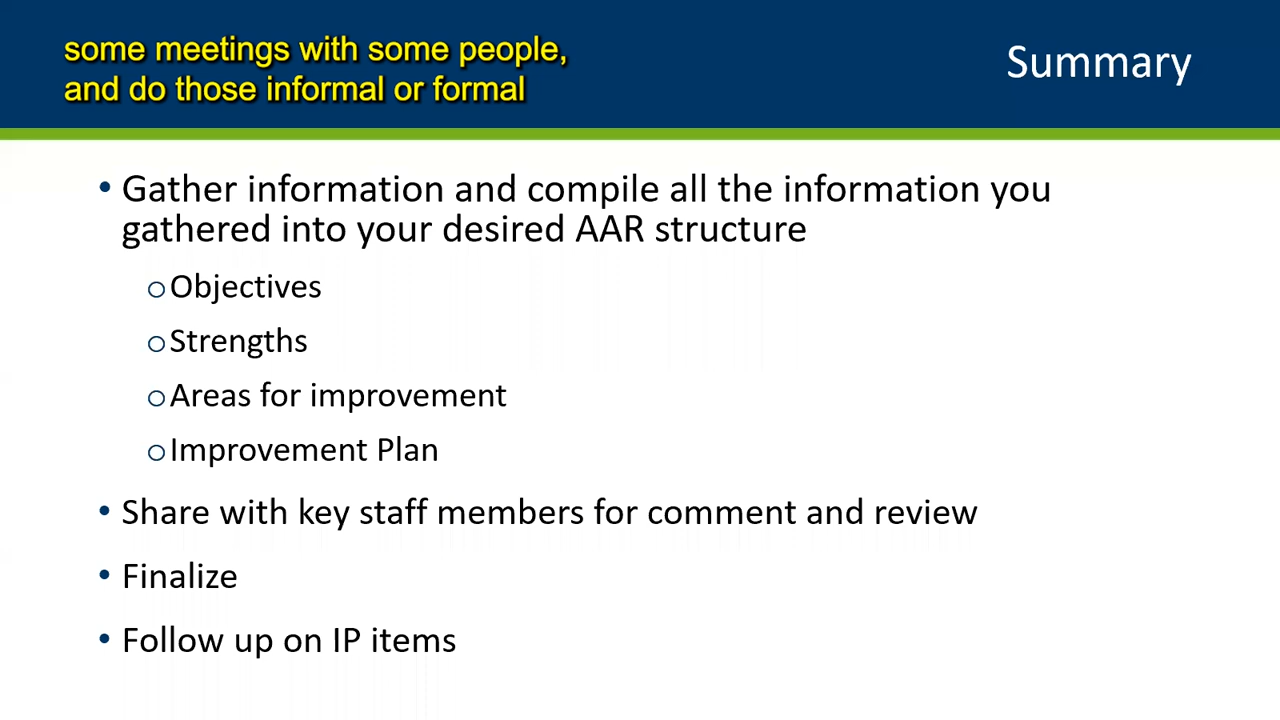 some meetings with some people,
and do those informal or formal
Summary
• Gather information and compile all the information you
gathered into your desired AAR structure
o Objectives
o Strengths
o Areas for improvement
o Improvement Plan
• Share with key staff members for comment and review
• Finalize
• Follow up on IP items